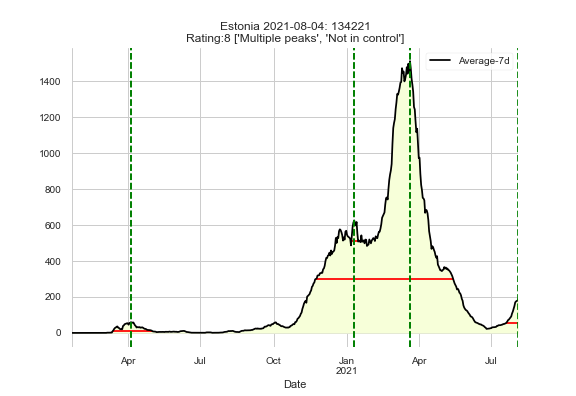 Estonia 2021-08-04: 134221
Rating:8 ['Multiple peaks', 'Not in control']
Average-7d
1400
1200
1000
800
600
400
200
0
Apr Jul Oct Jan Apr Jul
2021
Date